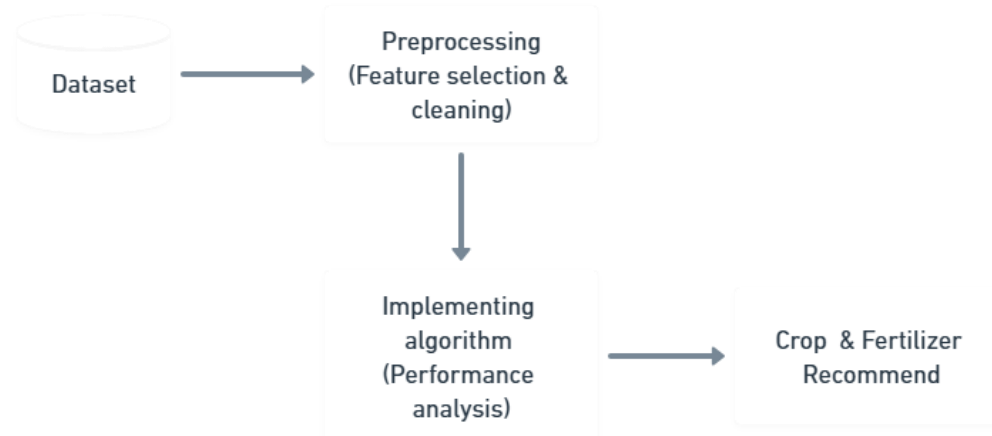 Dataset
Preprocessing
(Feature selection &
cleaning)
Implementing
algorithm
(Performance
analysis)
Crop & Fertilizer
Recommend